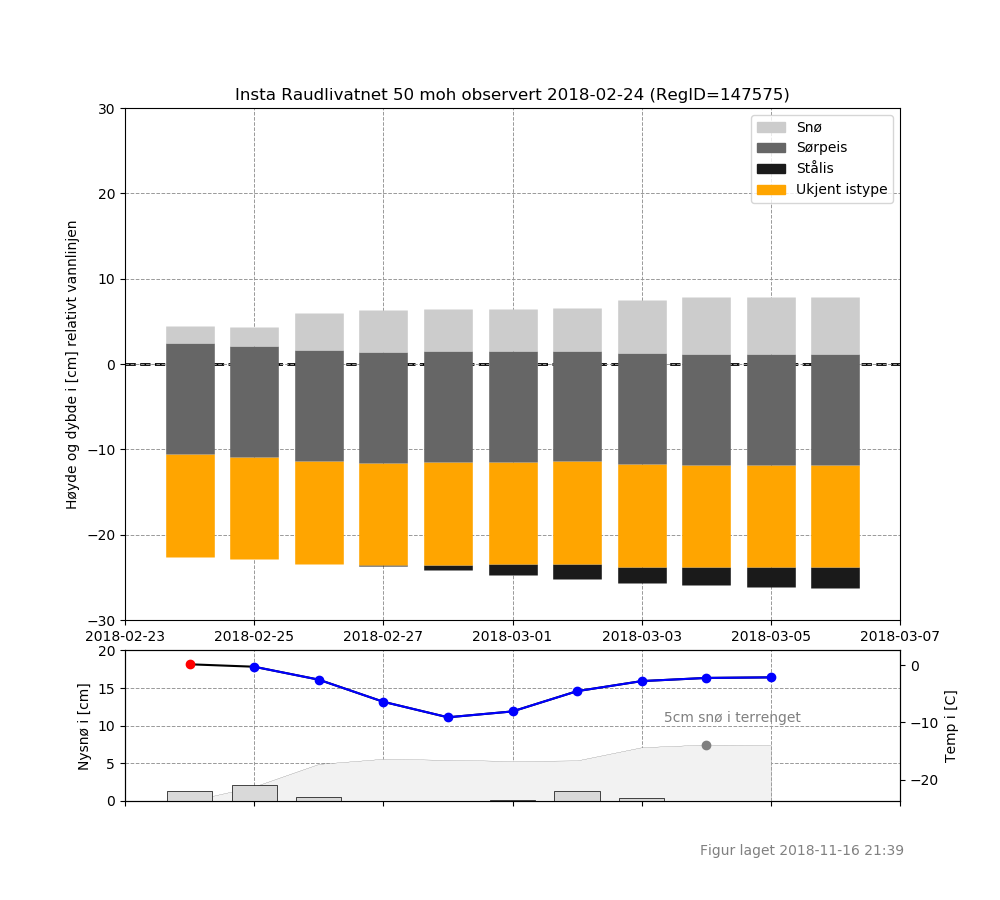 Insta Raudlivatnet 50 moh observert 2018-02-24 (RegID=147575)
Høyde og dybde i [cm] relativt vannlinjen
30
20
10
0
−10
−20
−30
Snø
Sørpeis
Stålis
Ukjent istype
2018-02-23 2018-02-25 2018-02-27 2018-03-01 2018-03-03 2018-03-05 2018-03-07
Nysnø i [cm]
20
15
10
5
0
5cm snø i terrenget
0
−10
−20
Temp i [C]
Figur laget 2018-11-16 21:39